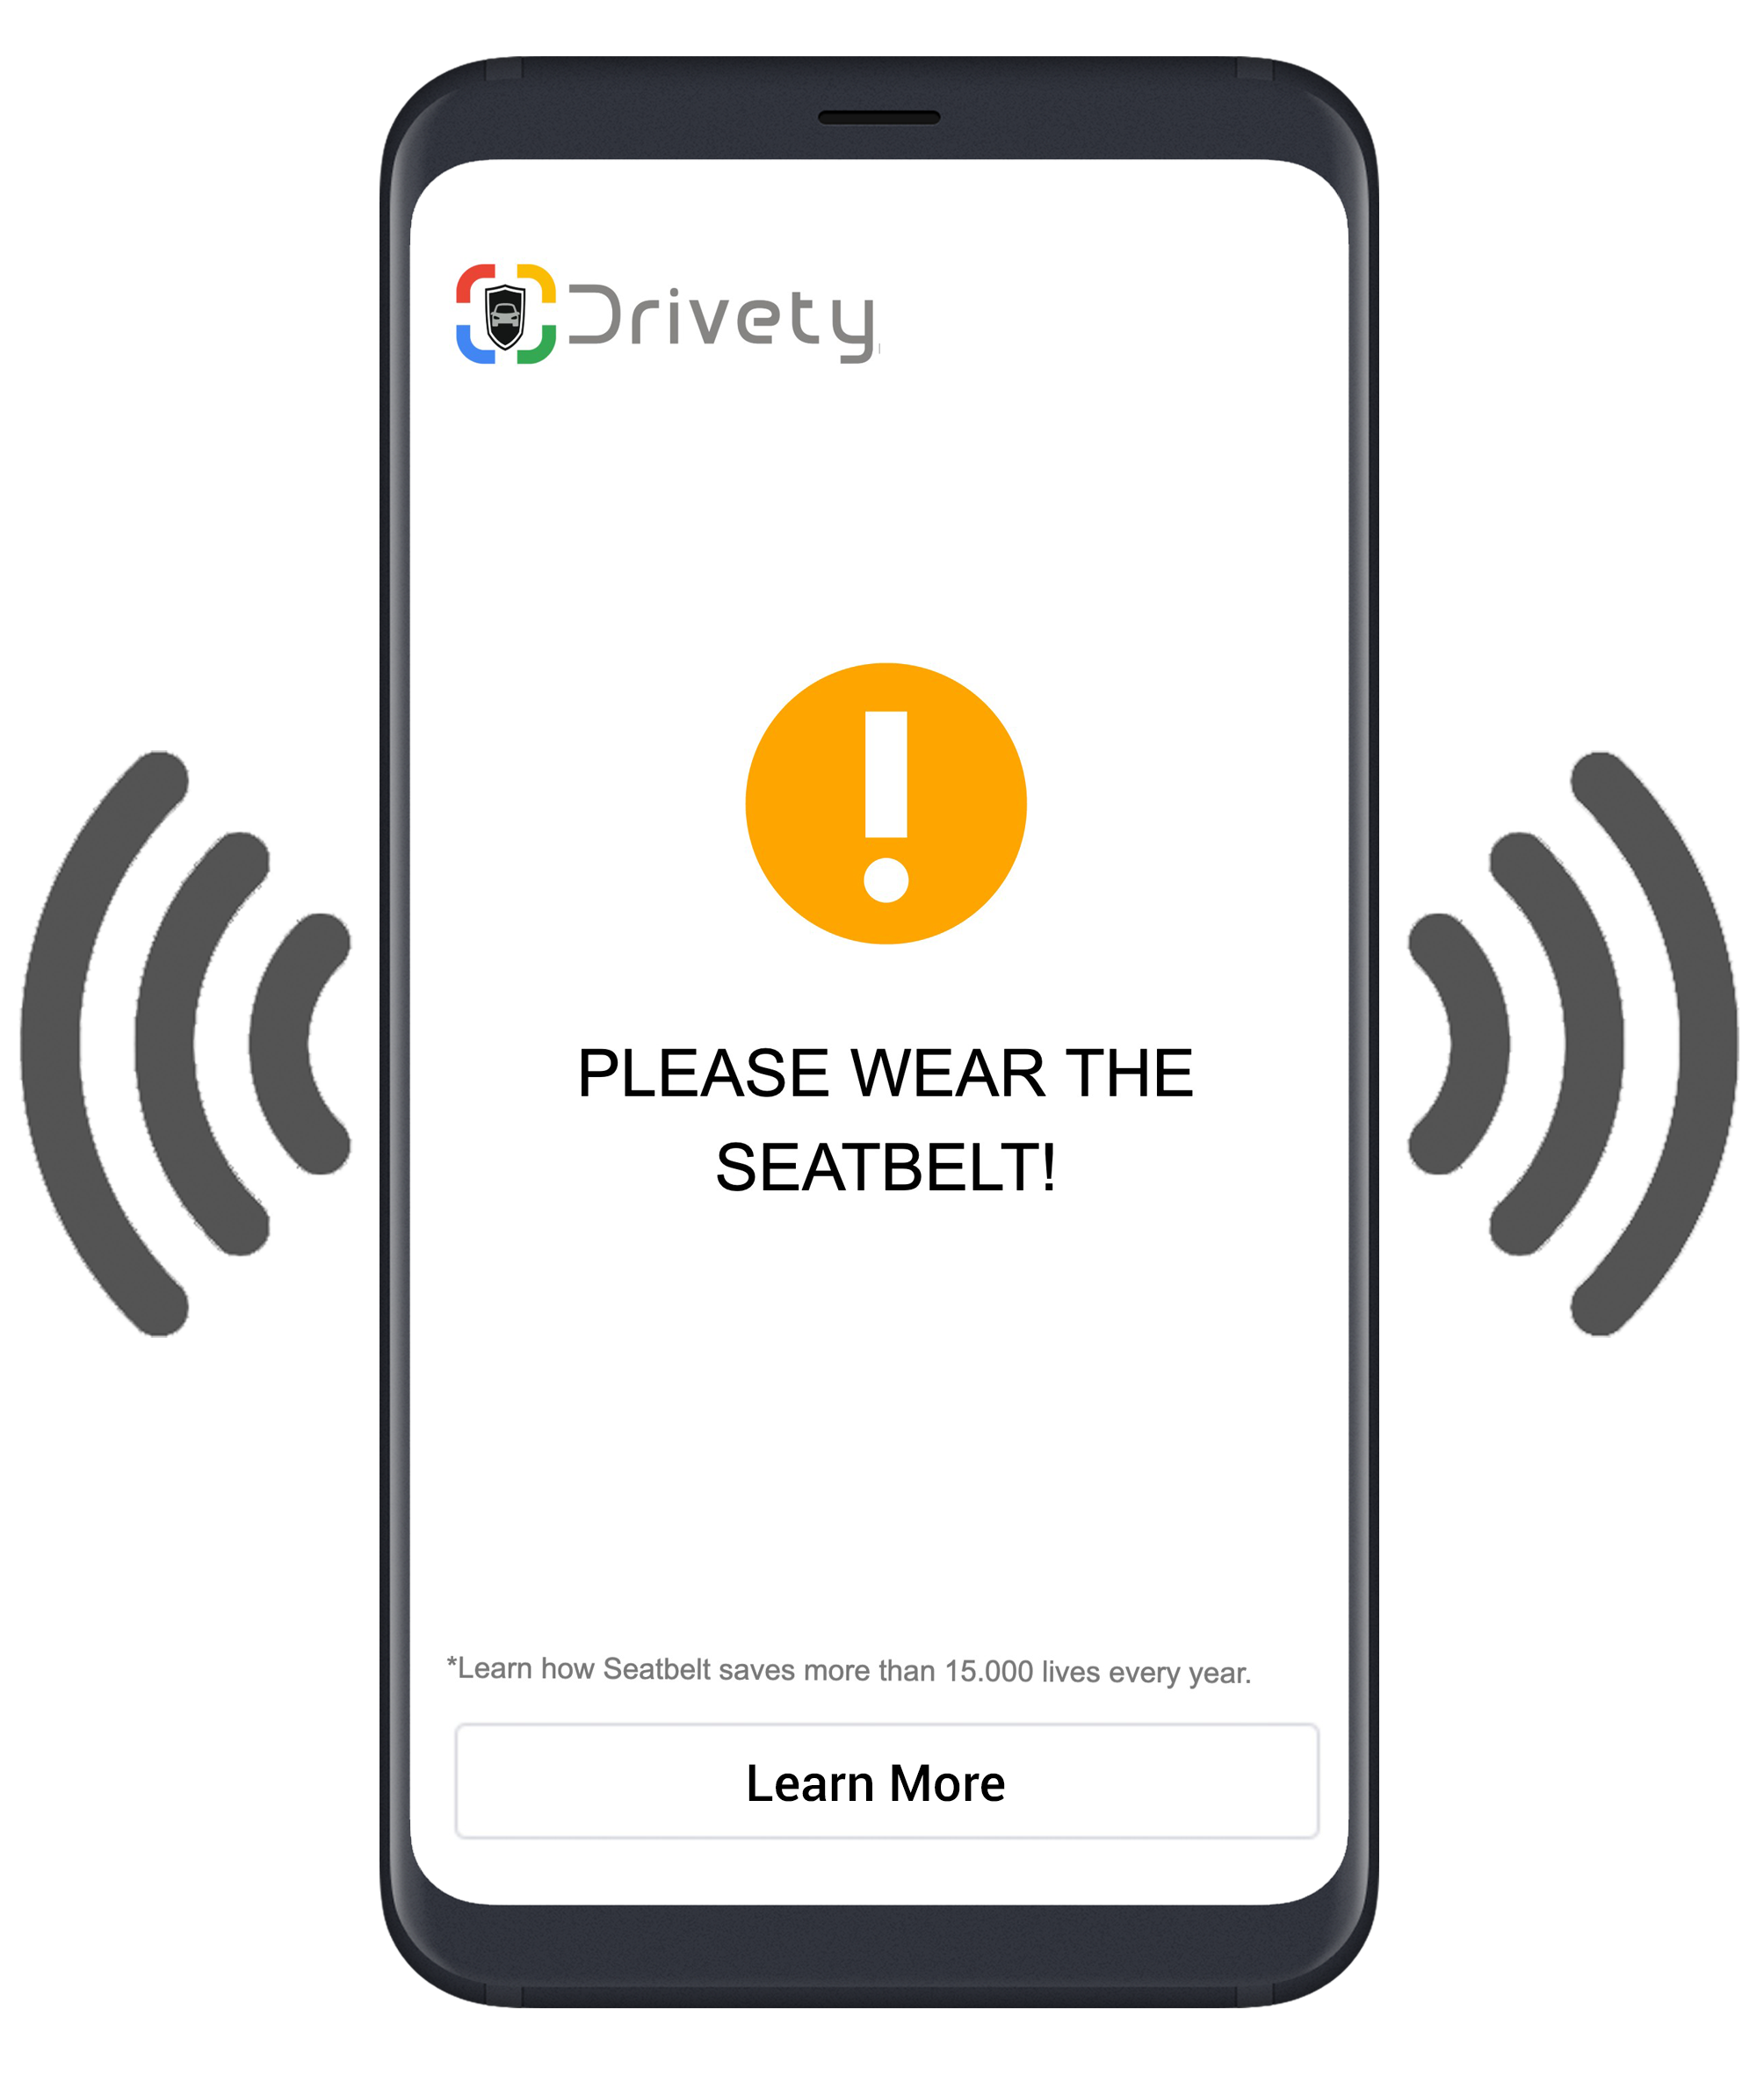 Drivety
PLEASE WEAR THE
SEATBELT!
*Learn how Seatbelt saves more than 15.000 lives every year.
Learn More